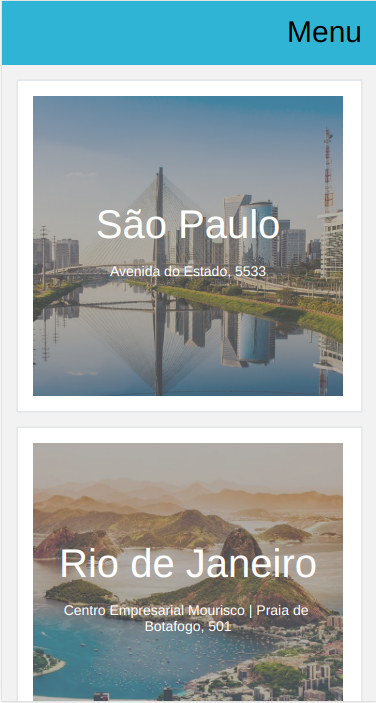 Menu
São Paulo
Avenida do Estado, 5533
Rio de Janeiro
Centro Empresarial Mourisco | Praia de
Botafogo, 501